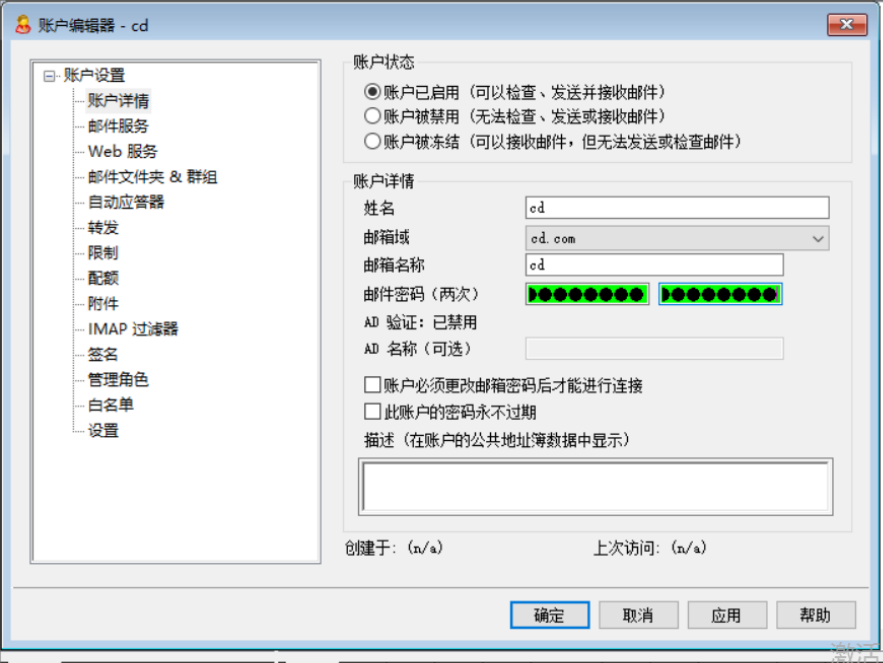 账户编辑器 - cd
账户设置
账户详情
邮件服务
Web 服务
邮件文件夹 & 群组
自动应答器
转发
限制
配额
附件
IMAP 过滤器
签名
管理角色
白名单
设置
账户状态
账户已启用（可以检查、发送并接收邮件）
账户被禁用（无法检查、发送或接收邮件）
账户被冻结（可以接收邮件，但无法发送或检查邮件）
账户详情
姓名 cd
邮箱域 cd.com
邮箱名称 cd
邮件密码（两次）
AD 验证：已禁用
AD 名称（可选）
账户必须更改邮箱密码后才能进行连接
此账户的密码永不过期
描述（在账户的公共地址簿数据中显示）
创建于：(n/a) 上次访问：(n/a)
确定 取消 应用 帮助
激活